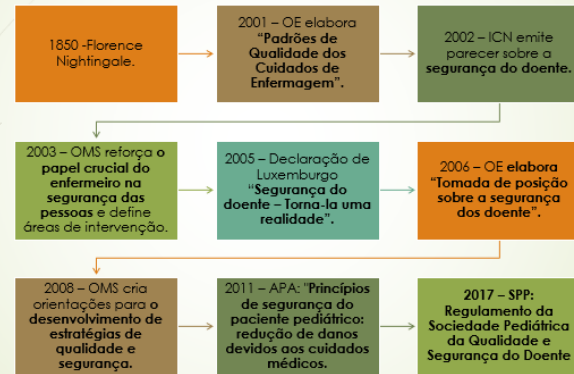 1850 -Florence
Nightingale.
2001 – OE elabora
“Padrões de
Qualidade dos
Cuidados de
Enfermagem”.
2002 – ICN emite
parecer sobre a
segurança do doente.
2003 – OMS reforça o
papel crucial do
enfermeiro na
segurança das
pessoas e define
áreas de intervenção.
2005 – Declaração de
Luxemburgo
“Segurança do
doente – Torna-la uma
realidade”.
2006 – OE elabora
“Tomada de posição
sobre a segurança
dos doente”.
2008 – OMS cria
orientações para o
desenvolvimento de
estratégias de
qualidade e
segurança.
2011 – APA: “Princípios
de segurança do
paciente pediátrico:
redução de danos
devidos aos cuidados
médicos.
2017 – SPP:
Regulamento da
Sociedade Pediátrica
da Qualidade e
Segurança do Doente